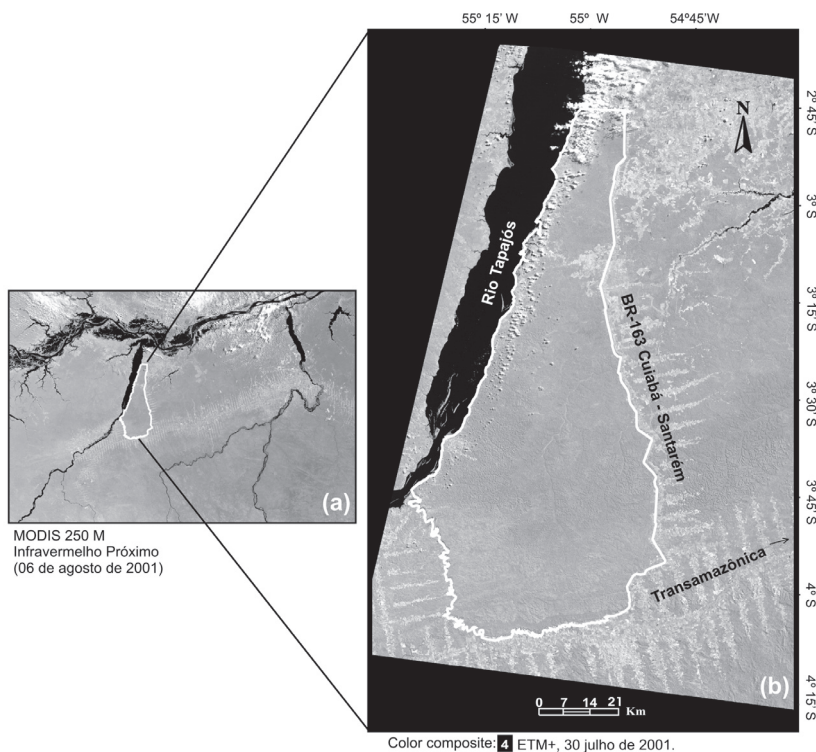 55º 15' W
55º W
54º45' W
2º 45' S
3º S
3º 15' S
3º 30' S
3º 45' S
4º S
4º 15' S
N
Rio Tapajós
BR-163 Cuiabá - Santarém
Transamazônica
(a)
MODIS 250 M
Infravermelho Próximo
(06 de agosto de 2001)
(b)
0 7 14 21
Km
Color composite: 4 ETM+, 30 julho de 2001.